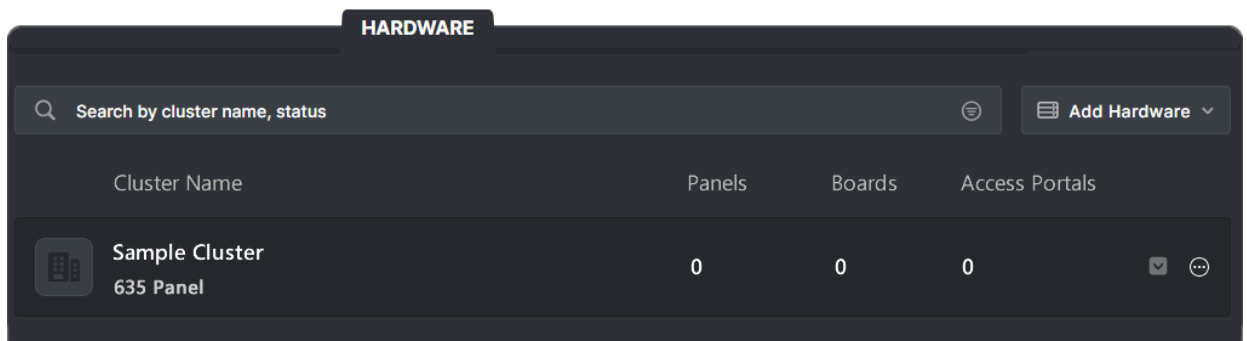 HARDWARE
Search by cluster name, status
Add Hardware
Cluster Name Panels Boards Access Portals
Sample Cluster
635 Panel
0 0 0